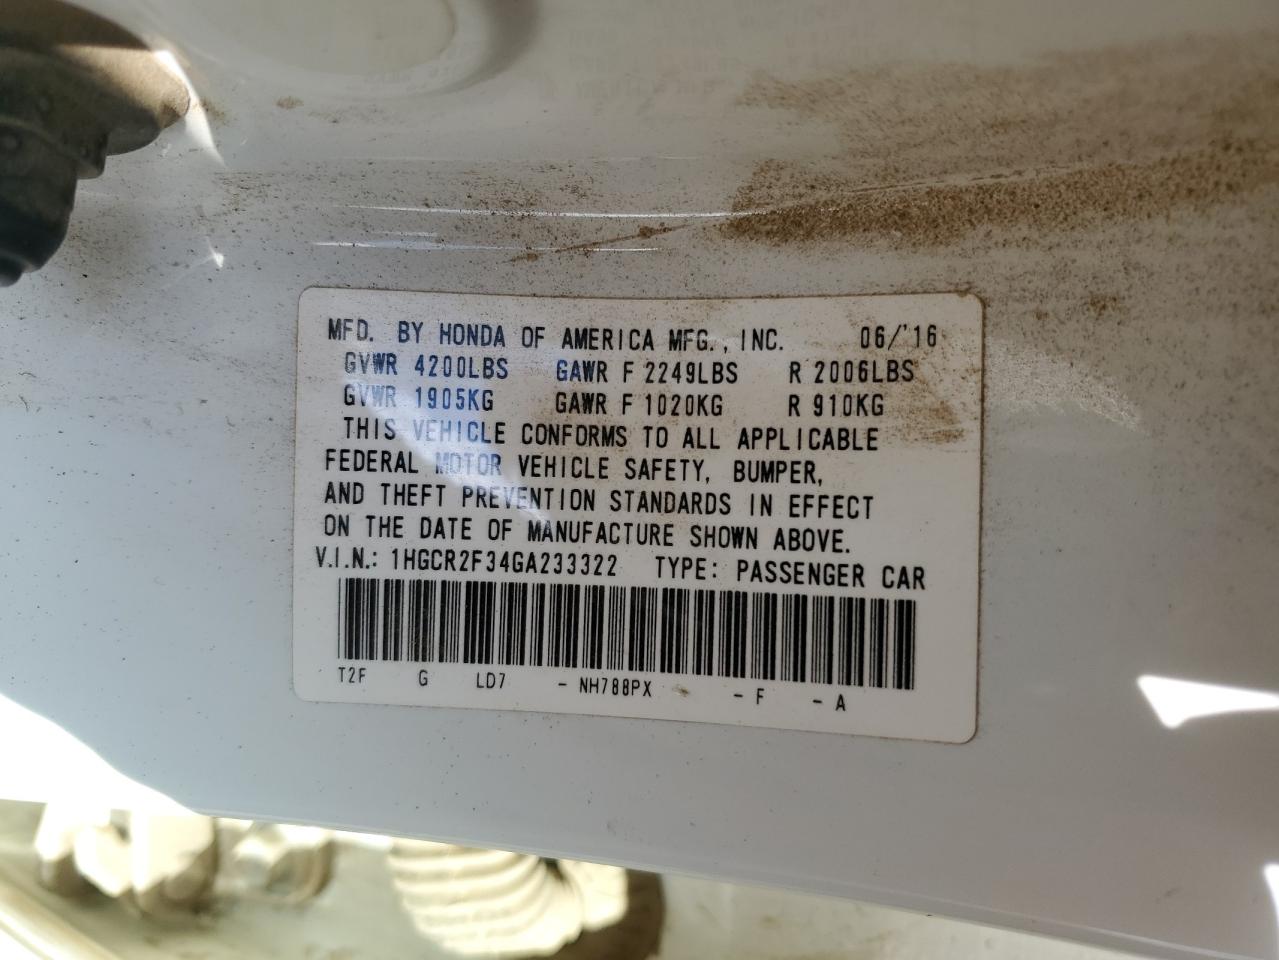 MFD. BY HONDA OF AMERICA MFG., INC. 06/'16
GVWR 4200LBS GAWR F 2249LBS R 2006LBS
GVWR 1905KG GAWR F 1020KG R 910KG
THIS VEHICLE CONFORMS TO ALL APPLICABLE
FEDERAL MOTOR VEHICLE SAFETY, BUMPER,
AND THEFT PREVENTION STANDARDS IN EFFECT
ON THE DATE OF MANUFACTURE SHOWN ABOVE.
V.I.N.: 1HGCR2F34GA233322 TYPE: PASSENGER CAR
T2F G LD7 - NH788PX - F - A